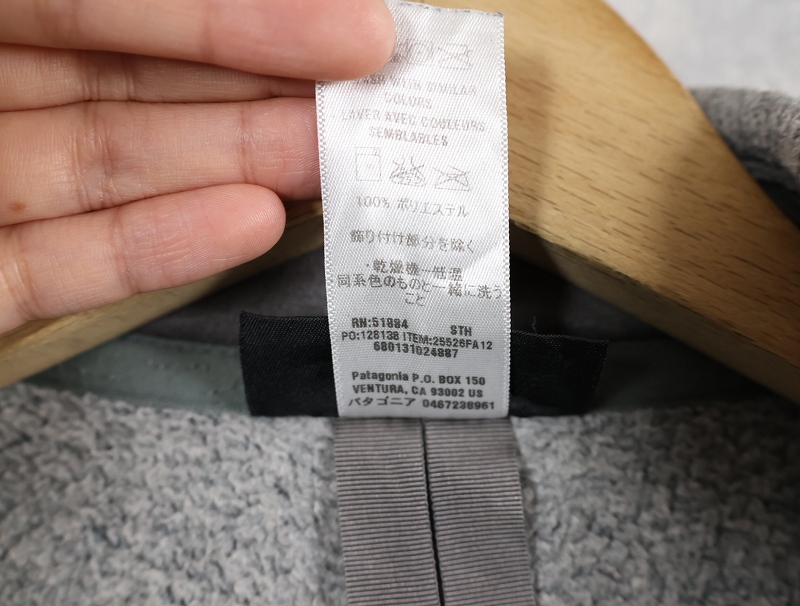 WITH SIMILAR
COLORS
LAVER AVEC COULEURS
SEMBLABLES
100% ポリエステル
飾り付け部分を除く
・乾燥機－低温
同系色のものと一緒に洗う
こと
RN:51884 STH
PO:128138 ITEM:25526FA12
680131024887
Patagonia P.O. BOX 150
VENTURA, CA 93002 US
パタゴニア 0467238961